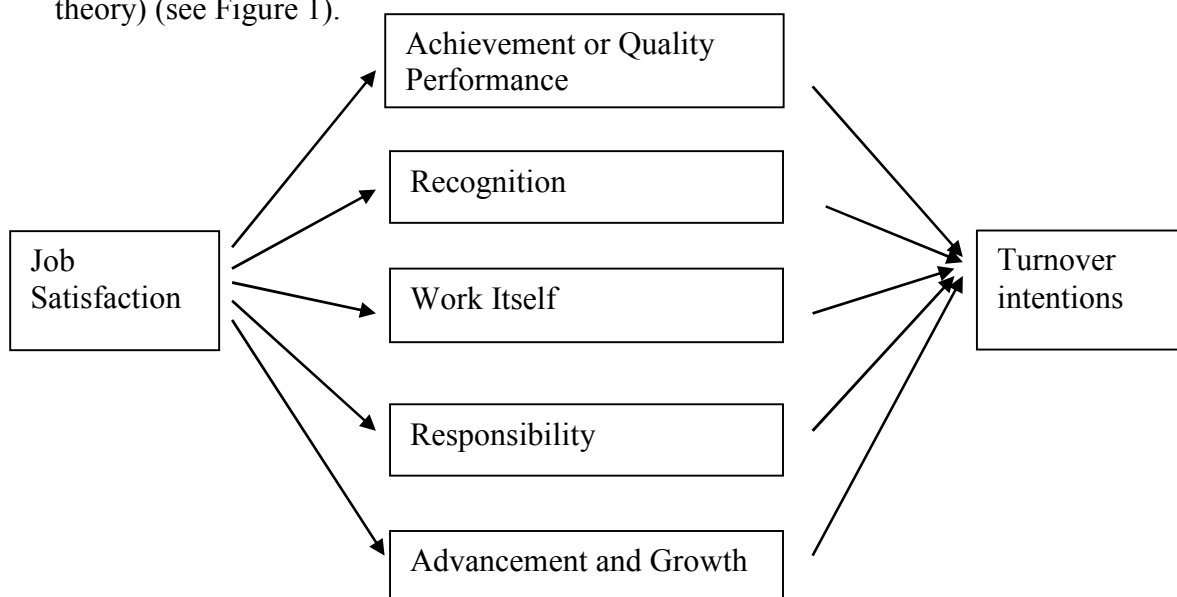 theory) (see Figure 1).
Achievement or Quality
Performance
Recognition
Job
Satisfaction
Work Itself
Turnover
intentions
Responsibility
Advancement and Growth